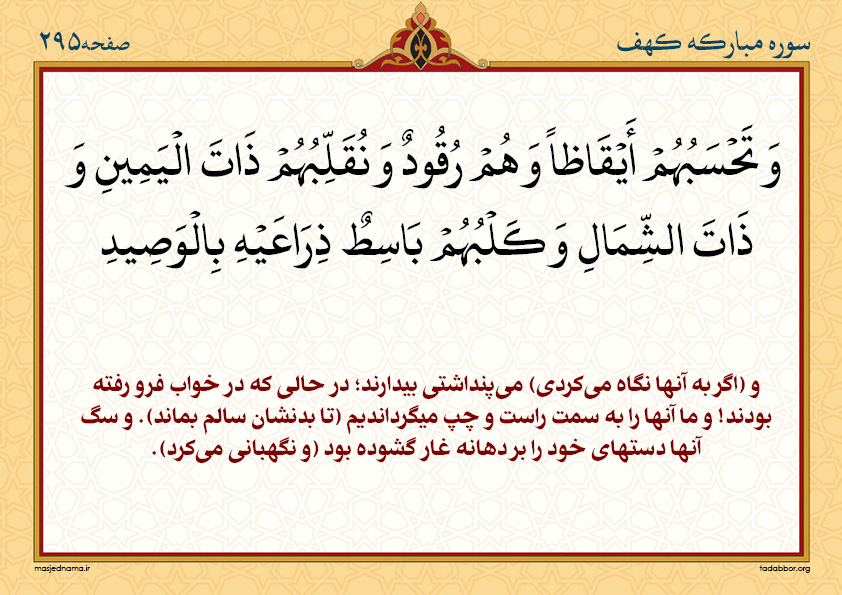 سوره مبارکه کهف
صفحه ۲۹۵
وَ تَحْسَبُهُمْ أَيْقَاظاً وَ هُمْ رُقُودٌ وَ نُقَلِّبُهُمْ ذَاتَ الْيَمِينِ وَ
ذَاتَ الشِّمَالِ وَ كَلْبُهُمْ بَاسِطٌ ذِرَاعَيْهِ بِالْوَصِيدِ
و (اگر به آنها نگاه می‌کردی) می‌پنداشتی بیدارند؛ در حالی که در خواب فرو رفته
بودند! و ما آنها را به سمت راست و چپ میگرداندیم (تا بدنشان سالم بماند). و سگ
آنها دستهای خود را بر دهانه غار گشوده بود (و نگهبانی می‌کرد).
masjednama.ir
tadabbor.org